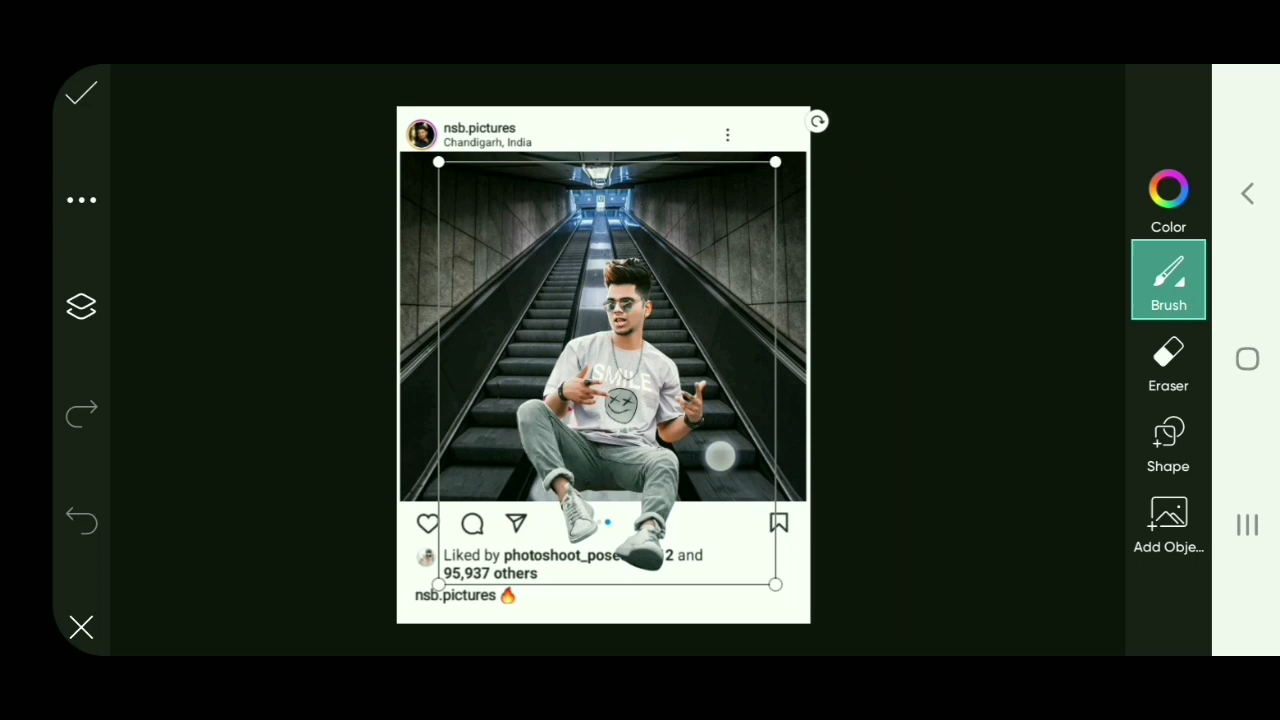 nsb.pictures
Chandigarh, India
Color
Brush
SMILE
Eraser
Shape
Add Obje...
Liked by photoshoot_pose 2 and
95,937 others
nsb.pictures 🔥